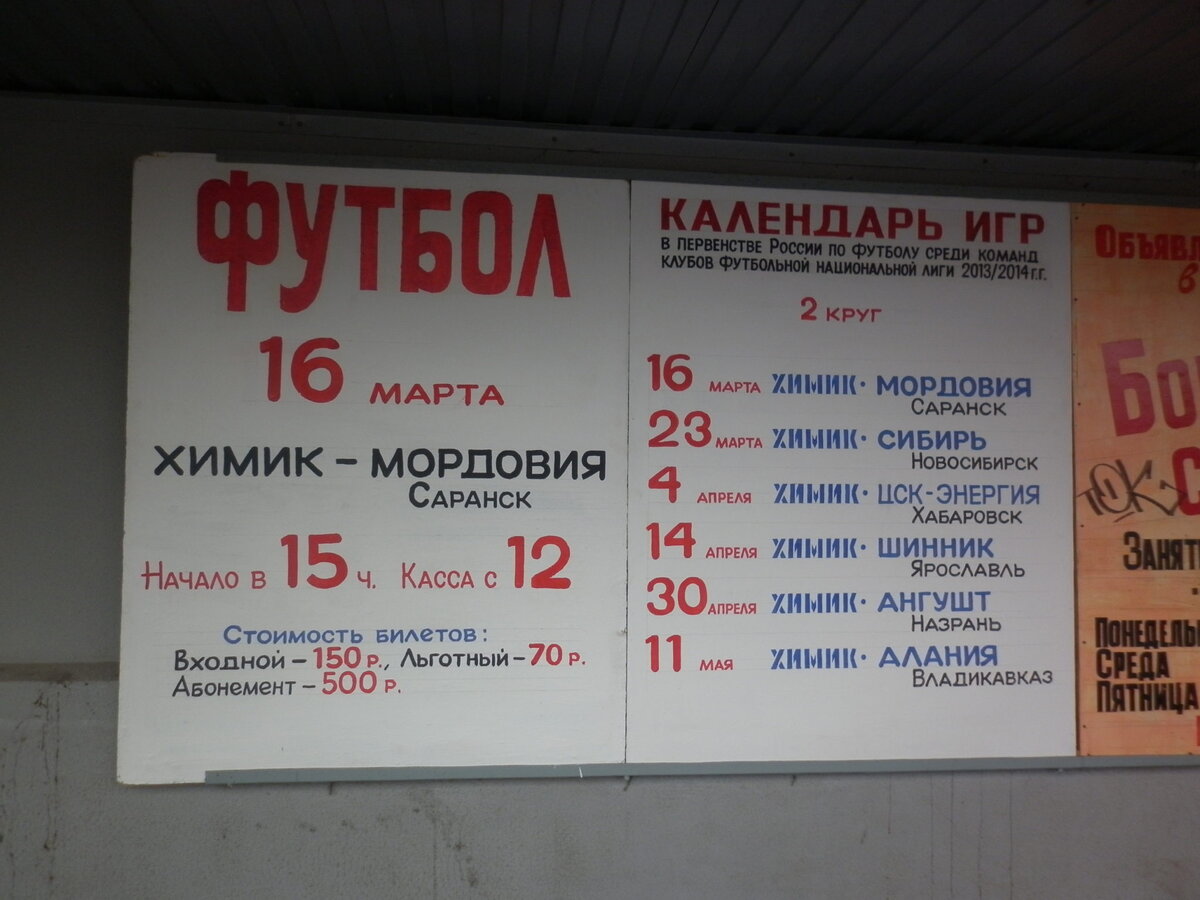 ФУТБОЛ
16 МАРТА
ХИМИК – МОРДОВИЯ
САРАНСК
НАЧАЛО В 15 Ч. КАССА С 12
СТОИМОСТЬ БИЛЕТОВ:
ВХОДНОЙ – 150 Р., ЛЬГОТНЫЙ – 70 Р.
АБОНЕМЕНТ – 500 Р.
КАЛЕНДАРЬ ИГР
В ПЕРВЕНСТВЕ РОССИИ ПО ФУТБОЛУ СРЕДИ КОМАНД
КЛУБОВ ФУТБОЛЬНОЙ НАЦИОНАЛЬНОЙ ЛИГИ 2013/2014 г.г.
2 КРУГ
16 МАРТА ХИМИК · МОРДОВИЯ
САРАНСК
23 МАРТА ХИМИК · СИБИРЬ
НОВОСИБИРСК
4 АПРЕЛЯ ХИМИК · ЦСК-ЭНЕРГИЯ
ХАБАРОВСК
14 АПРЕЛЯ ХИМИК · ШИННИК
ЯРОСЛАВЛЬ
30 АПРЕЛЯ ХИМИК · АНГУШТ
НАЗРАНЬ
11 МАЯ ХИМИК · АЛАНИЯ
ВЛАДИКАВКАЗ
СРЕДА
ПЯТНИЦА